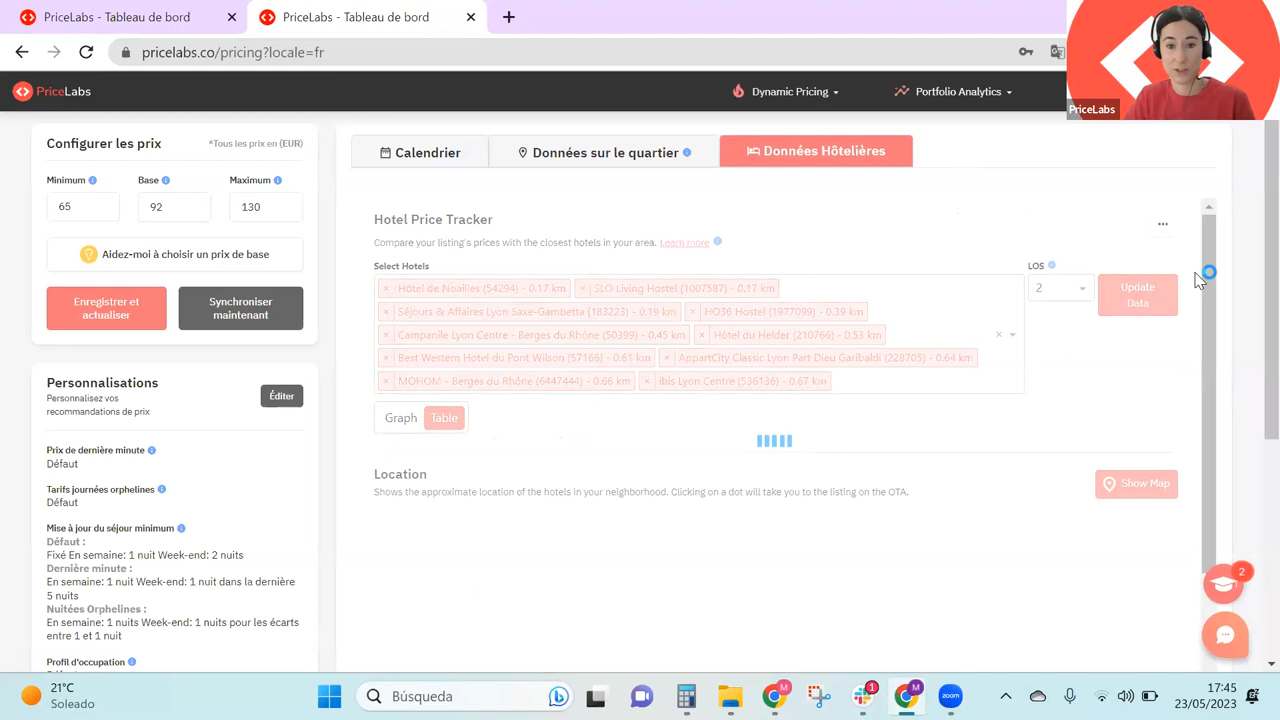 PriceLabs - Tableau de bord
PriceLabs - Tableau de bord
pricelabs.co/pricing?locale=fr
PriceLabs
PriceLabs
Dynamic Pricing
Portfolio Analytics
Configurer les prix
*Tous les prix en (EUR)
Minimum
Base
Maximum
65
92
130
Aidez-moi à choisir un prix de base
Enregistrer et actualiser
Synchroniser maintenant
Personnalisations
Personnalisez vos
recommandations de prix
Éditer
Prix de dernière minute
Défaut
Tarifs journées orphelines
Défaut
Mise à jour du séjour minimum
Défaut :
Fixé En semaine: 1 nuit Week-end: 2 nuits
Dernière minute :
En semaine: 1 nuit Week-end: 1 nuit dans la dernière
5 nuits
Nuitées Orphelines :
En semaine: 1 nuits Week-end: 1 nuits pour les écarts
entre 1 et 1 nuit
Profil d'occupation
Calendrier
Données sur le quartier
Données Hôtelières
Hotel Price Tracker
Compare your listing's prices with the closest hotels in your area. Learn more
Select Hotels
LOS
× Hôtel de Noailles (54294) - 0.17 km
× SLO Living Hostel (1007587) - 0.17 km
× Séjours & Affaires Lyon Saxe-Gambetta (183223) - 0.19 km
× HO36 Hostel (1977099) - 0.39 km
× Campanile Lyon Centre - Berges du Rhône (50399) - 0.45 km
× Hôtel du Helder (210766) - 0.53 km
× Best Western Hotel du Pont Wilson (57166) - 0.61 km
× AppartCity Classic Lyon Part Dieu Garibaldi (228705) - 0.64 km
× MOHOM - Berges du Rhône (6447444) - 0.66 km
× ibis Lyon Centre (536136) - 0.67 km
2
Update
Data
Graph
Table
Location
Shows the approximate location of the hotels in your neighborhood. Clicking on a dot will take you to the listing on the OTA.
Show Map
2
21°C
Soleado
Búsqueda
M
1
M
zoom
17:45
23/05/2023